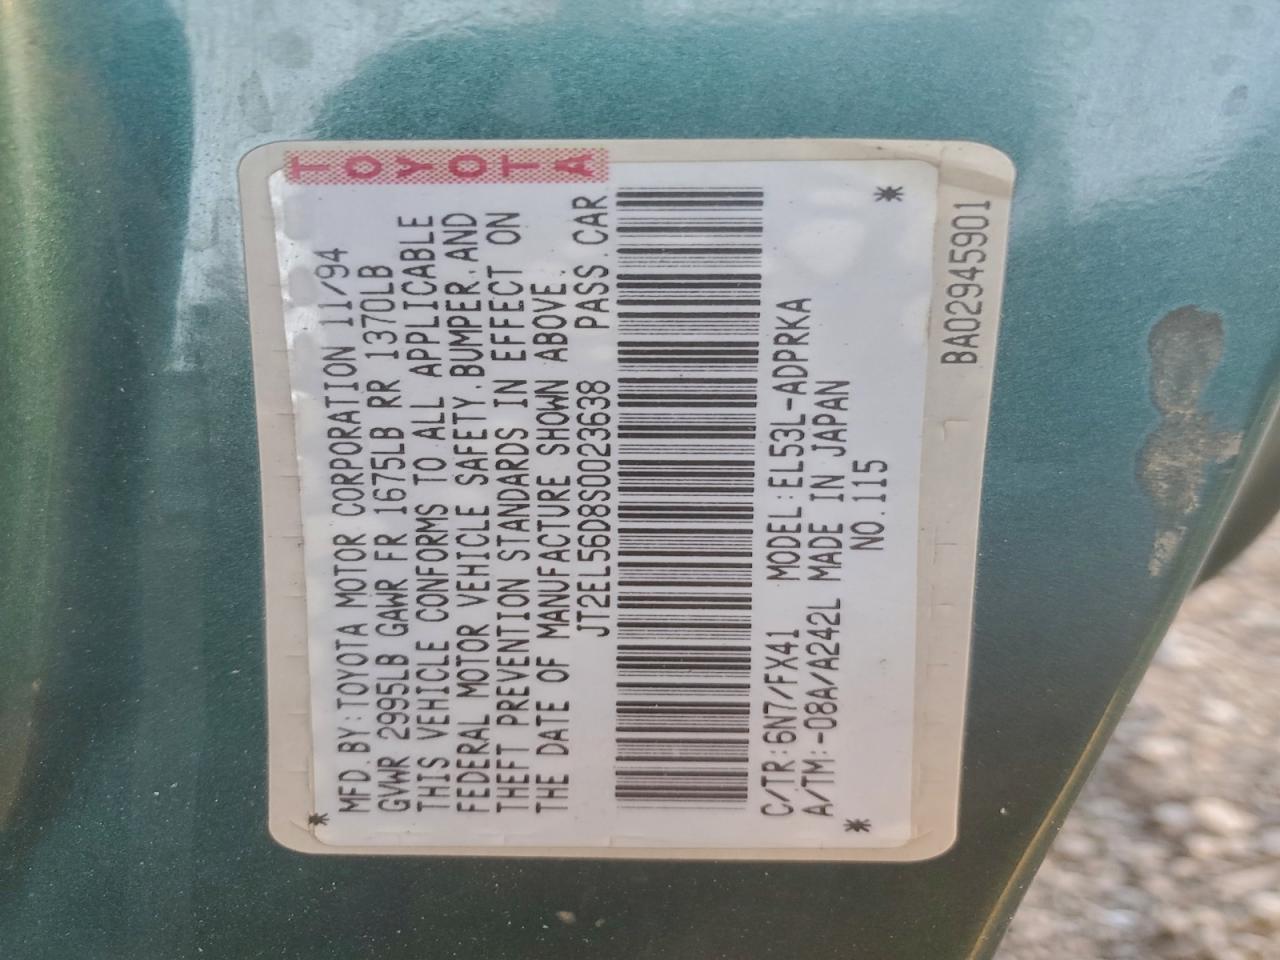 TOYOTA
MFD.BY:TOYOTA MOTOR CORPORATION 11/94
GVWR 2995LB GAWR FR 1675LB RR 1370LB
THIS VEHICLE CONFORMS TO ALL APPLICABLE
FEDERAL MOTOR VEHICLE SAFETY.BUMPER.AND
THEFT PREVENTION STANDARDS IN EFFECT ON
THE DATE OF MANUFACTURE SHOWN ABOVE.
JT2EL56D8S0023638 PASS.CAR
C/TR:6N7/FX41 MODEL:EL53L-ADPRKA
A/TM:-08A/A242L MADE IN JAPAN
NO.115
BA02945901